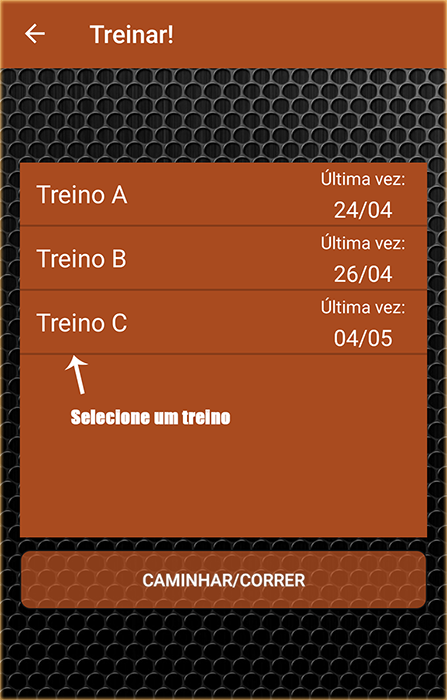 Treinar!
Treino A
Última vez:
24/04
Treino B
Última vez:
26/04
Treino C
Última vez:
04/05
Selecione um treino
CAMINHAR/CORRER